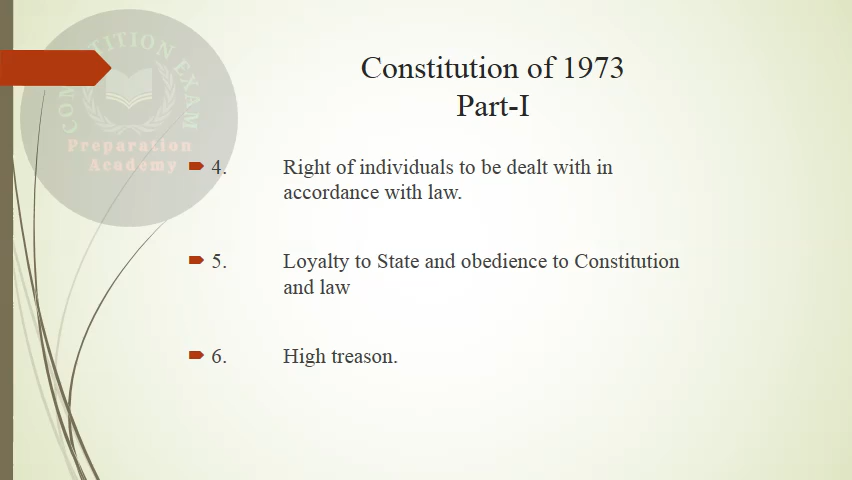 COMPETITION EXAM
Preparation
Academy
Constitution of 1973
Part-I
4. Right of individuals to be dealt with in
accordance with law.
5. Loyalty to State and obedience to Constitution
and law
6. High treason.